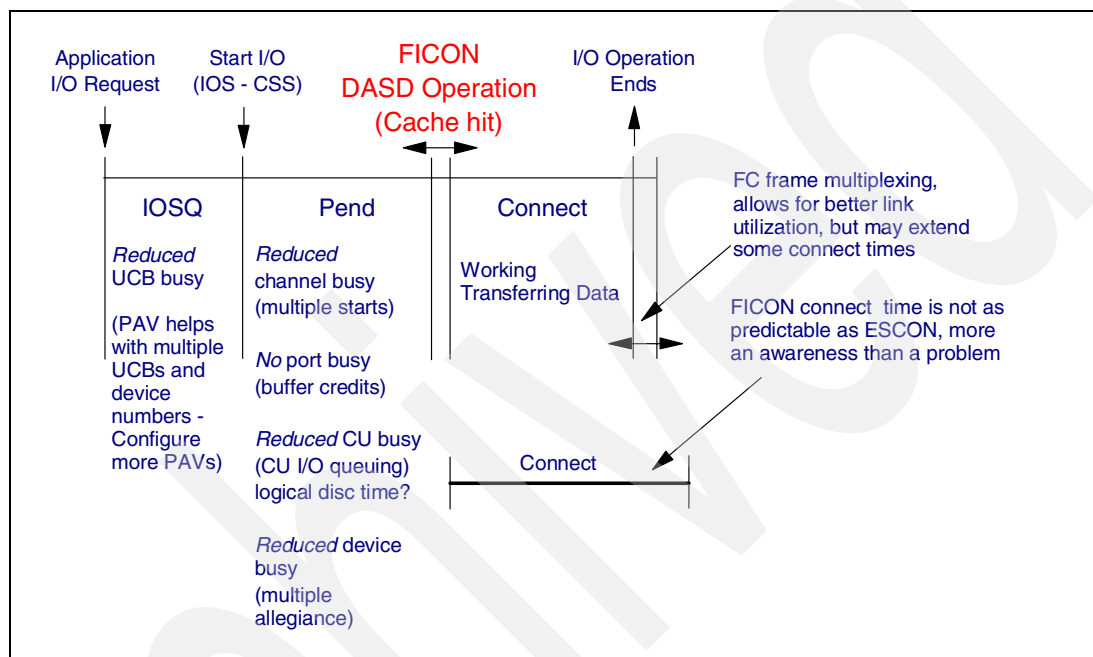 Application
I/O Request
Start I/O
(IOS - CSS)
FICON
DASD Operation
(Cache hit)
I/O Operation
Ends
IOSQ
Pend
Connect
Reduced
UCB busy
(PAV helps
with multiple
UCBs and
device
numbers -
Configure
more PAVs)
Reduced
channel busy
(multiple starts)
No port busy
(buffer credits)
Reduced CU busy
(CU I/O queuing)
logical disc time?
Reduced device
busy
(multiple
allegiance)
Working
Transferring Data
FC frame multiplexing,
allows for better link
utilization, but may extend
some connect times
FICON connect time is not as
predictable as ESCON, more
an awareness than a problem
Connect